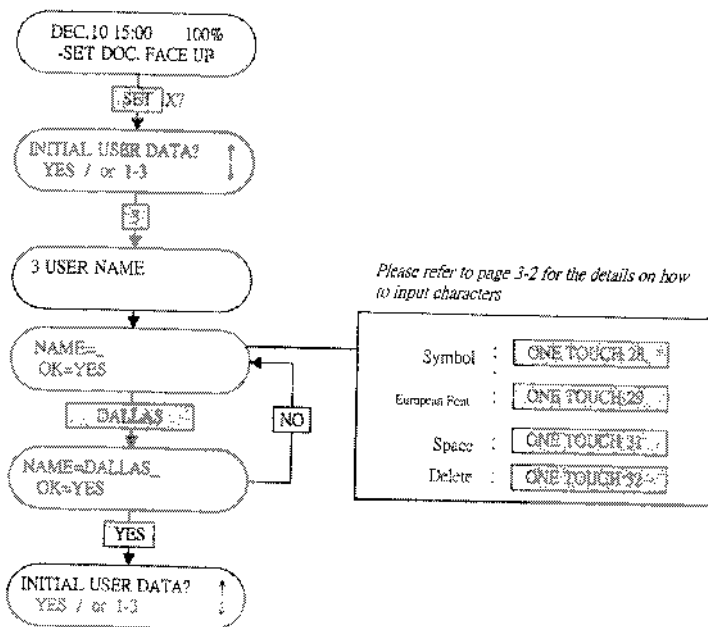 DEC.10 15:00 100%
-SET DOC. FACE UP
SET X7
INITIAL USER DATA?
YES / or 1-3
3
3 USER NAME
Please refer to page 3-2 for the details on how
to input characters
NAME=_
OK=YES
DALLAS
NO
NAME=DALLAS_
OK=YES
YES
INITIAL USER DATA?
YES / or 1-3
Symbol : ONE TOUCH 28
European Font : ONE TOUCH 29
Space : ONE TOUCH 31
Delete : ONE TOUCH 32